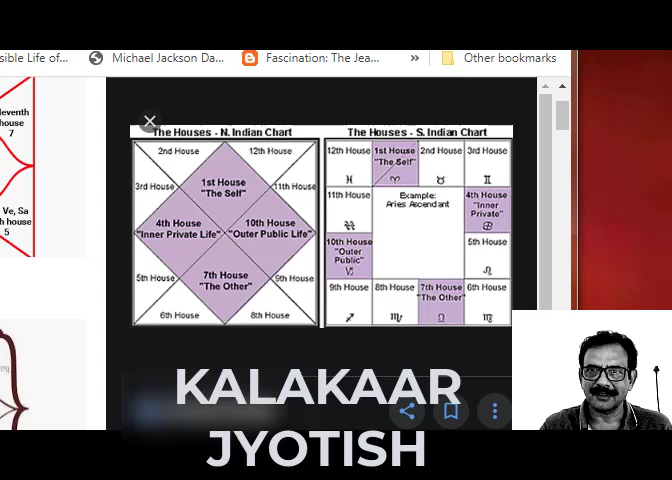 sible Life of...
Michael Jackson Da...
Fascination: The Jea...
»
Other bookmarks
leventh
house
7
Ve, Sa
h house
5
The Houses - N. Indian Chart
2nd House
12th House
1st House
"The Self"
3rd House
11th House
4th House
"Inner Private Life"
10th House
"Outer Public Life"
7th House
"The Other"
5th House
9th House
6th House
8th House
The Houses - S. Indian Chart
12th House
1st House
"The Self"
2nd House
3rd House
♓ ♈ ♉ ♊
11th House
Example:
Aries Ascendant
4th House
"Inner
Private"
♒
10th House
"Outer
Public"
♑
5th House
♌
9th House
8th House
7th House
"The Other"
6th House
♐ ♏ ♎ ♍
KALAKAAR
JYOTISH